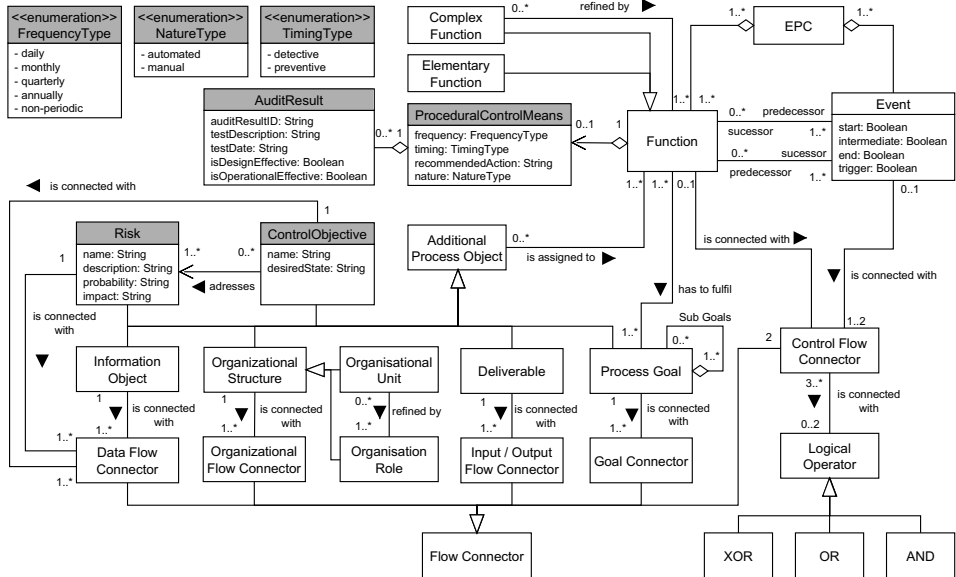 <<enumeration>>
FrequencyType
- daily
- monthly
- quarterly
- annually
- non-periodic
<<enumeration>>
NatureType
- automated
- manual
<<enumeration>>
TimingType
- detective
- preventive
Complex
Function
0..*
refined by
1..*
1..*
EPC
1..*
1..*
Elementary
Function
AuditResult
auditResultID: String
testDescription: String
testDate: String
isDesignEffective: Boolean
isOperationalEffective: Boolean
0..*
1
ProceduralControlMeans
frequency: FrequencyType
timing: TimingType
recommendedAction: String
nature: NatureType
0..1
1
Function
0..*
predecessor
sucessor
1..*
0..*
sucessor
predecessor
1..*
Event
start: Boolean
intermediate: Boolean
end: Boolean
trigger: Boolean
0..1
1..*
1..*
0..1
is connected with
1
Risk
name: String
description: String
probability: String
impact: String
1
1..*
0..*
adresses
ControlObjective
name: String
desiredState: String
Additional
Process Object
0..*
is assigned to
is connected with
is connected with
has to fulfil
is connected
with
1..*
Sub Goals
0..*
1..*
2
1..2
Information
Object
Organizational
Structure
Organisational
Unit
Deliverable
Process Goal
Control Flow
Connector
1
is connected
with
1..*
1
is connected
with
1..*
0..*
refined by
1..*
1
is connected
with
1..*
1
is connected
with
1..*
3..*
is connected
with
0..2
1..*
1..*
Data Flow
Connector
Organizational
Flow Connector
Organisation
Role
Input / Output
Flow Connector
Goal Connector
Logical
Operator
Flow Connector
XOR
OR
AND